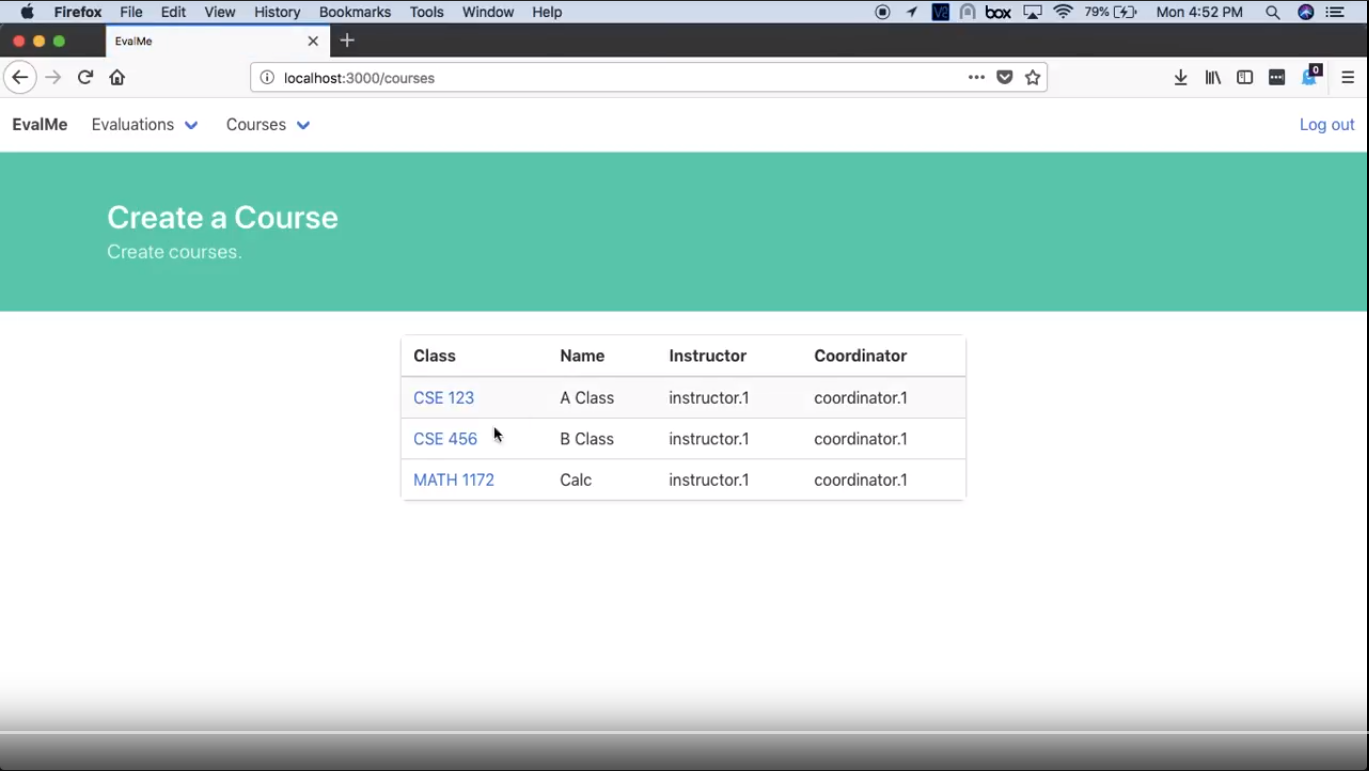 Firefox File Edit View History Bookmarks Tools Window Help box 79% Mon 4:52 PM
EvalMe
localhost:3000/courses 0
EvalMe Evaluations Courses Log out
Create a Course
Create courses.
Class Name Instructor Coordinator
CSE 123 A Class instructor.1 coordinator.1
CSE 456 B Class instructor.1 coordinator.1
MATH 1172 Calc instructor.1 coordinator.1